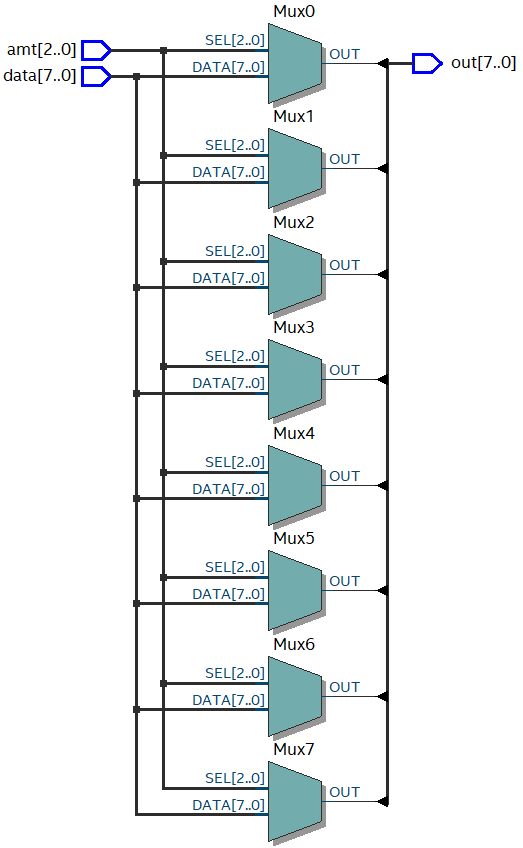 Mux0
amt[2..0]
SEL[2..0]
OUT
out[7..0]
data[7..0]
DATA[7..0]
Mux1
SEL[2..0]
OUT
DATA[7..0]
Mux2
SEL[2..0]
OUT
DATA[7..0]
Mux3
SEL[2..0]
OUT
DATA[7..0]
Mux4
SEL[2..0]
OUT
DATA[7..0]
Mux5
SEL[2..0]
OUT
DATA[7..0]
Mux6
SEL[2..0]
OUT
DATA[7..0]
Mux7
SEL[2..0]
OUT
DATA[7..0]